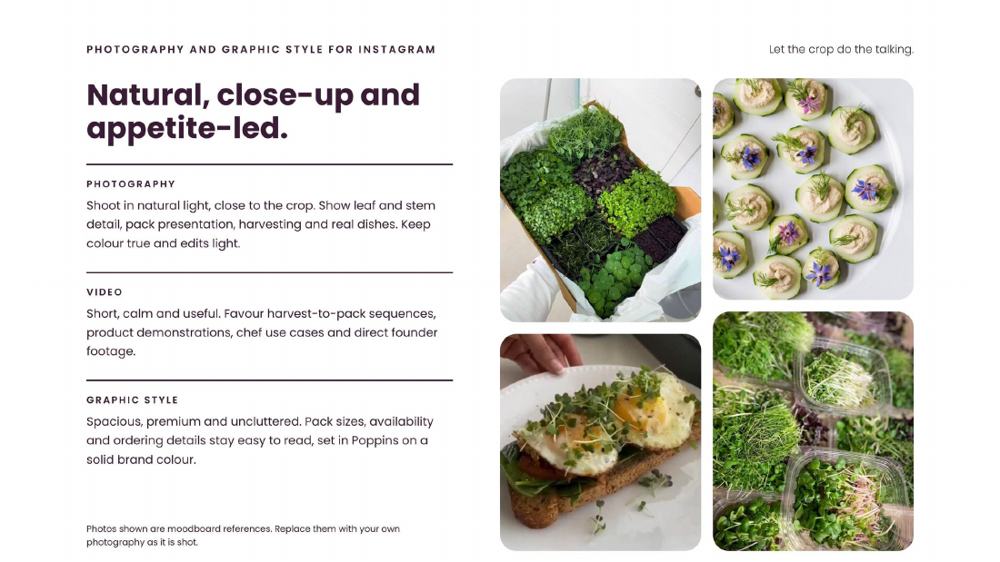 PHOTOGRAPHY AND GRAPHIC STYLE FOR INSTAGRAM
Let the crop do the talking.
Natural, close-up and
appetite-led.
PHOTOGRAPHY
Shoot in natural light, close to the crop. Show leaf and stem
detail, pack presentation, harvesting and real dishes. Keep
colour true and edits light.
VIDEO
Short, calm and useful. Favour harvest-to-pack sequences,
product demonstrations, chef use cases and direct founder
footage.
GRAPHIC STYLE
Spacious, premium and uncluttered. Pack sizes, availability
and ordering details stay easy to read, set in Poppins on a
solid brand colour.
Photos shown are moodboard references. Replace them with your own
photography as it is shot.